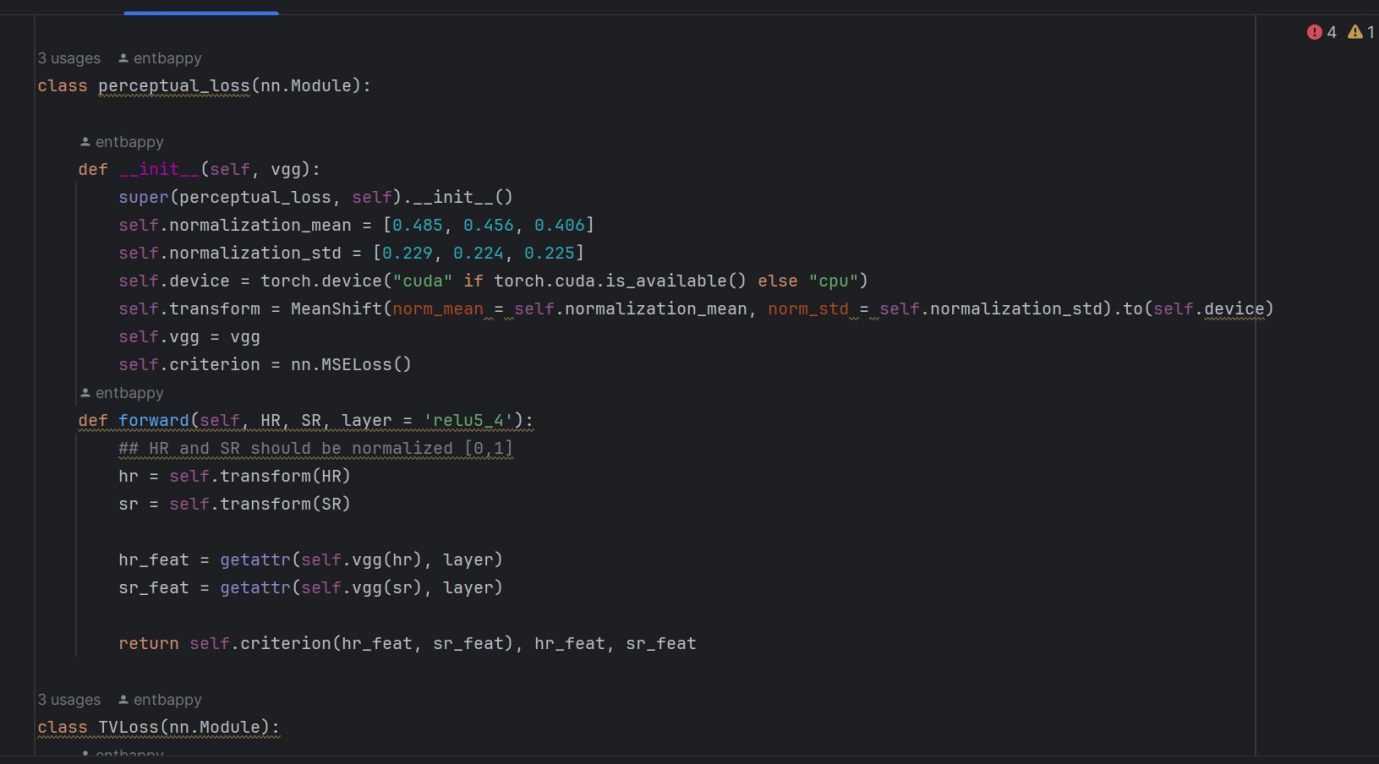 4 1
3 usages entbappy
class perceptual_loss(nn.Module):
entbappy
def __init__(self, vgg):
super(perceptual_loss, self).__init__()
self.normalization_mean = [0.485, 0.456, 0.406]
self.normalization_std = [0.229, 0.224, 0.225]
self.device = torch.device("cuda" if torch.cuda.is_available() else "cpu")
self.transform = MeanShift(norm_mean = self.normalization_mean, norm_std = self.normalization_std).to(self.device)
self.vgg = vgg
self.criterion = nn.MSELoss()
entbappy
def forward(self, HR, SR, layer = 'relu5_4'):
## HR and SR should be normalized [0,1]
hr = self.transform(HR)
sr = self.transform(SR)
hr_feat = getattr(self.vgg(hr), layer)
sr_feat = getattr(self.vgg(sr), layer)
return self.criterion(hr_feat, sr_feat), hr_feat, sr_feat
3 usages entbappy
class TVLoss(nn.Module):
entbappy